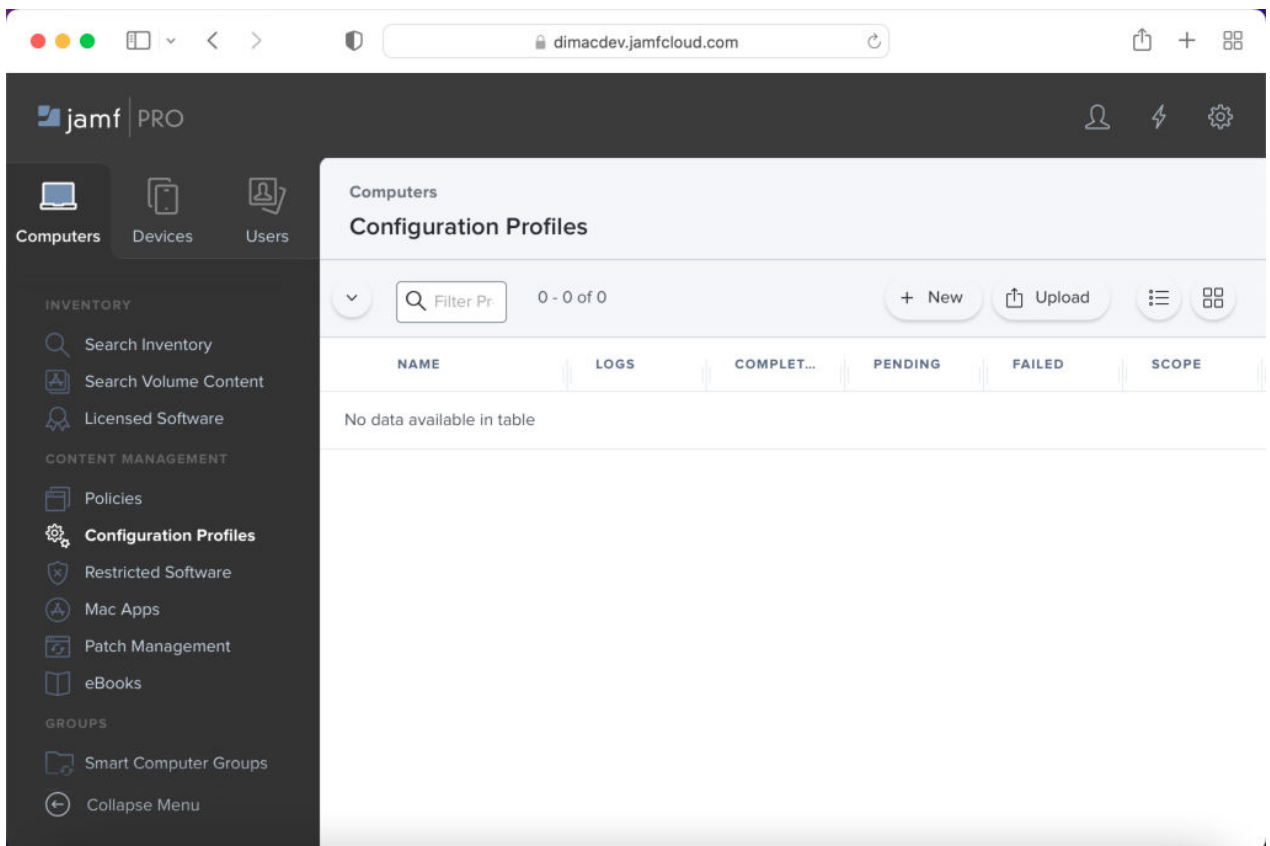 dimacdev.jamfcloud.com
jamf PRO
Computers
Devices
Users
INVENTORY
Search Inventory
Search Volume Content
Licensed Software
CONTENT MANAGEMENT
Policies
Configuration Profiles
Restricted Software
Mac Apps
Patch Management
eBooks
GROUPS
Smart Computer Groups
Collapse Menu
Computers
Configuration Profiles
Filter Pr
0 - 0 of 0
+ New
Upload
NAME LOGS COMPLET... PENDING FAILED SCOPE
No data available in table